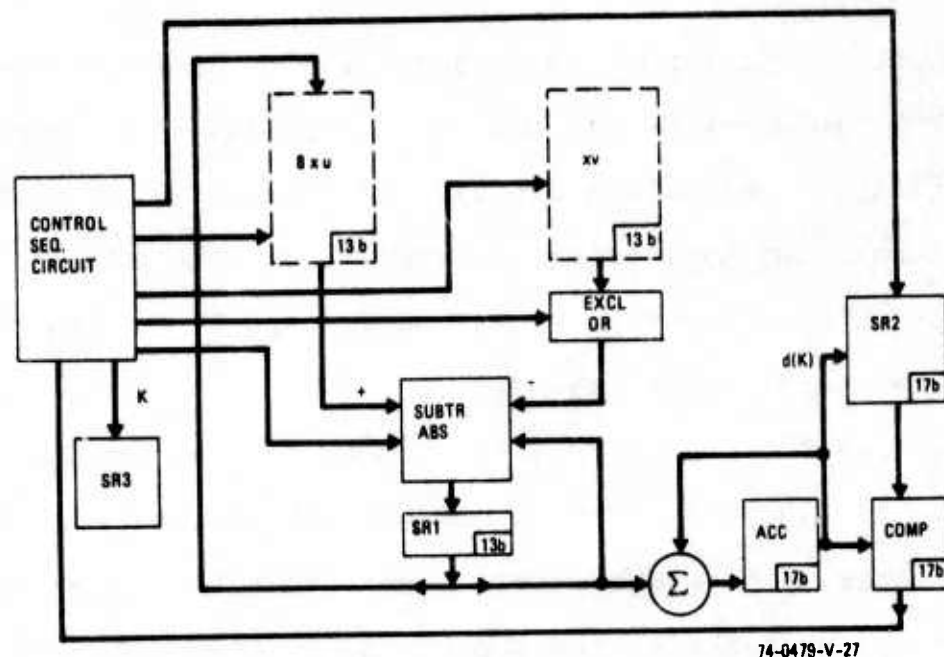 8 x u
xv
CONTROL
SEQ.
CIRCUIT
13 b
13 b
EXCL
OR
SR2
d(K)
17b
K
+
-
SUBTR
ABS
SR3
SR1
13b
ACC
COMP
Σ
17b
17b
74-0479-V-27